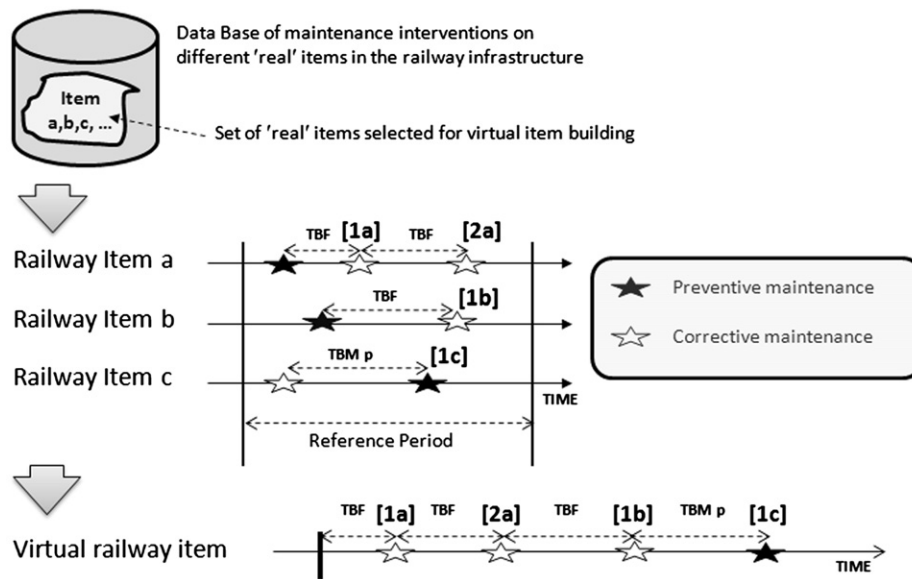 Data Base of maintenance interventions on
different 'real' items in the railway infrastructure
Item
a,b,c, ...
Set of 'real' items selected for virtual item building
TBF [1a] TBF [2a]
Railway Item a
TBF [1b]
Railway Item b
TBM p [1c]
Railway Item c
TIME
Reference Period
Preventive maintenance
Corrective maintenance
TBF [1a] TBF [2a] TBF [1b] TBM p [1c]
Virtual railway item
TIME